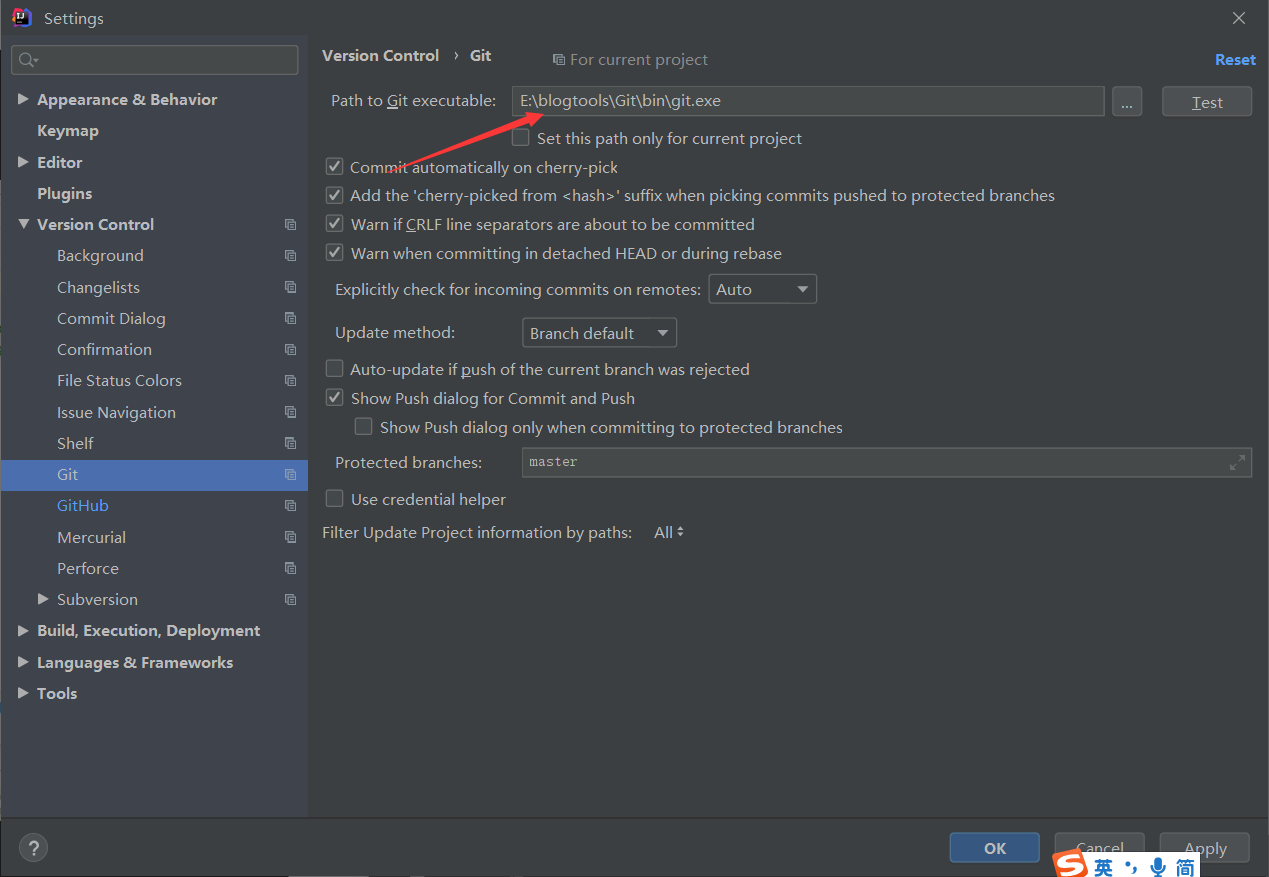 Settings
Version Control › Git For current project Reset
Appearance & Behavior
Keymap
Editor
Plugins
Version Control
Background
Changelists
Commit Dialog
Confirmation
File Status Colors
Issue Navigation
Shelf
Git
GitHub
Mercurial
Perforce
Subversion
Build, Execution, Deployment
Languages & Frameworks
Tools
Path to Git executable: E:\blogtools\Git\bin\git.exe ... Test
Set this path only for current project
Commit automatically on cherry-pick
Add the 'cherry-picked from <hash>' suffix when picking commits pushed to protected branches
Warn if CRLF line separators are about to be committed
Warn when committing in detached HEAD or during rebase
Explicitly check for incoming commits on remotes: Auto
Update method: Branch default
Auto-update if push of the current branch was rejected
Show Push dialog for Commit and Push
Show Push dialog only when committing to protected branches
Protected branches: master
Use credential helper
Filter Update Project information by paths: All
? OK Cancel Apply
S 英 简